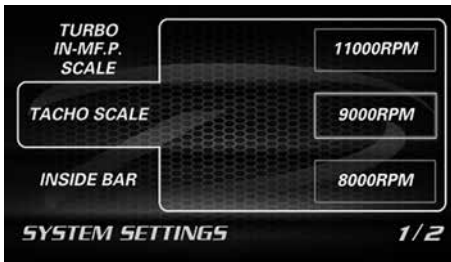 TURBO
IN-MF.P.
SCALE
11000RPM
TACHO SCALE
9000RPM
INSIDE BAR
8000RPM
SYSTEM SETTINGS
1/2